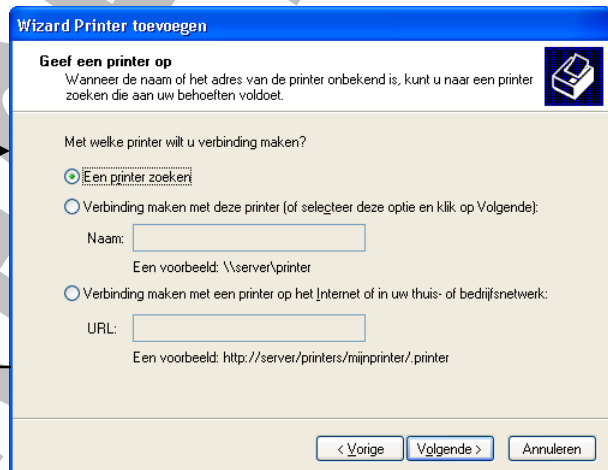 Wizard Printer toevoegen
Geef een printer op
Wanneer de naam of het adres van de printer onbekend is, kunt u naar een printer
zoeken die aan uw behoeften voldoet.
Met welke printer wilt u verbinding maken?
Een printer zoeken
Verbinding maken met deze printer (of selecteer deze optie en klik op Volgende):
Naam:
Een voorbeeld: \\server\printer
Verbinding maken met een printer op het Internet of in uw thuis- of bedrijfsnetwerk:
URL:
Een voorbeeld: http://server/printers/mijnprinter/.printer
< Vorige Volgende > Annuleren